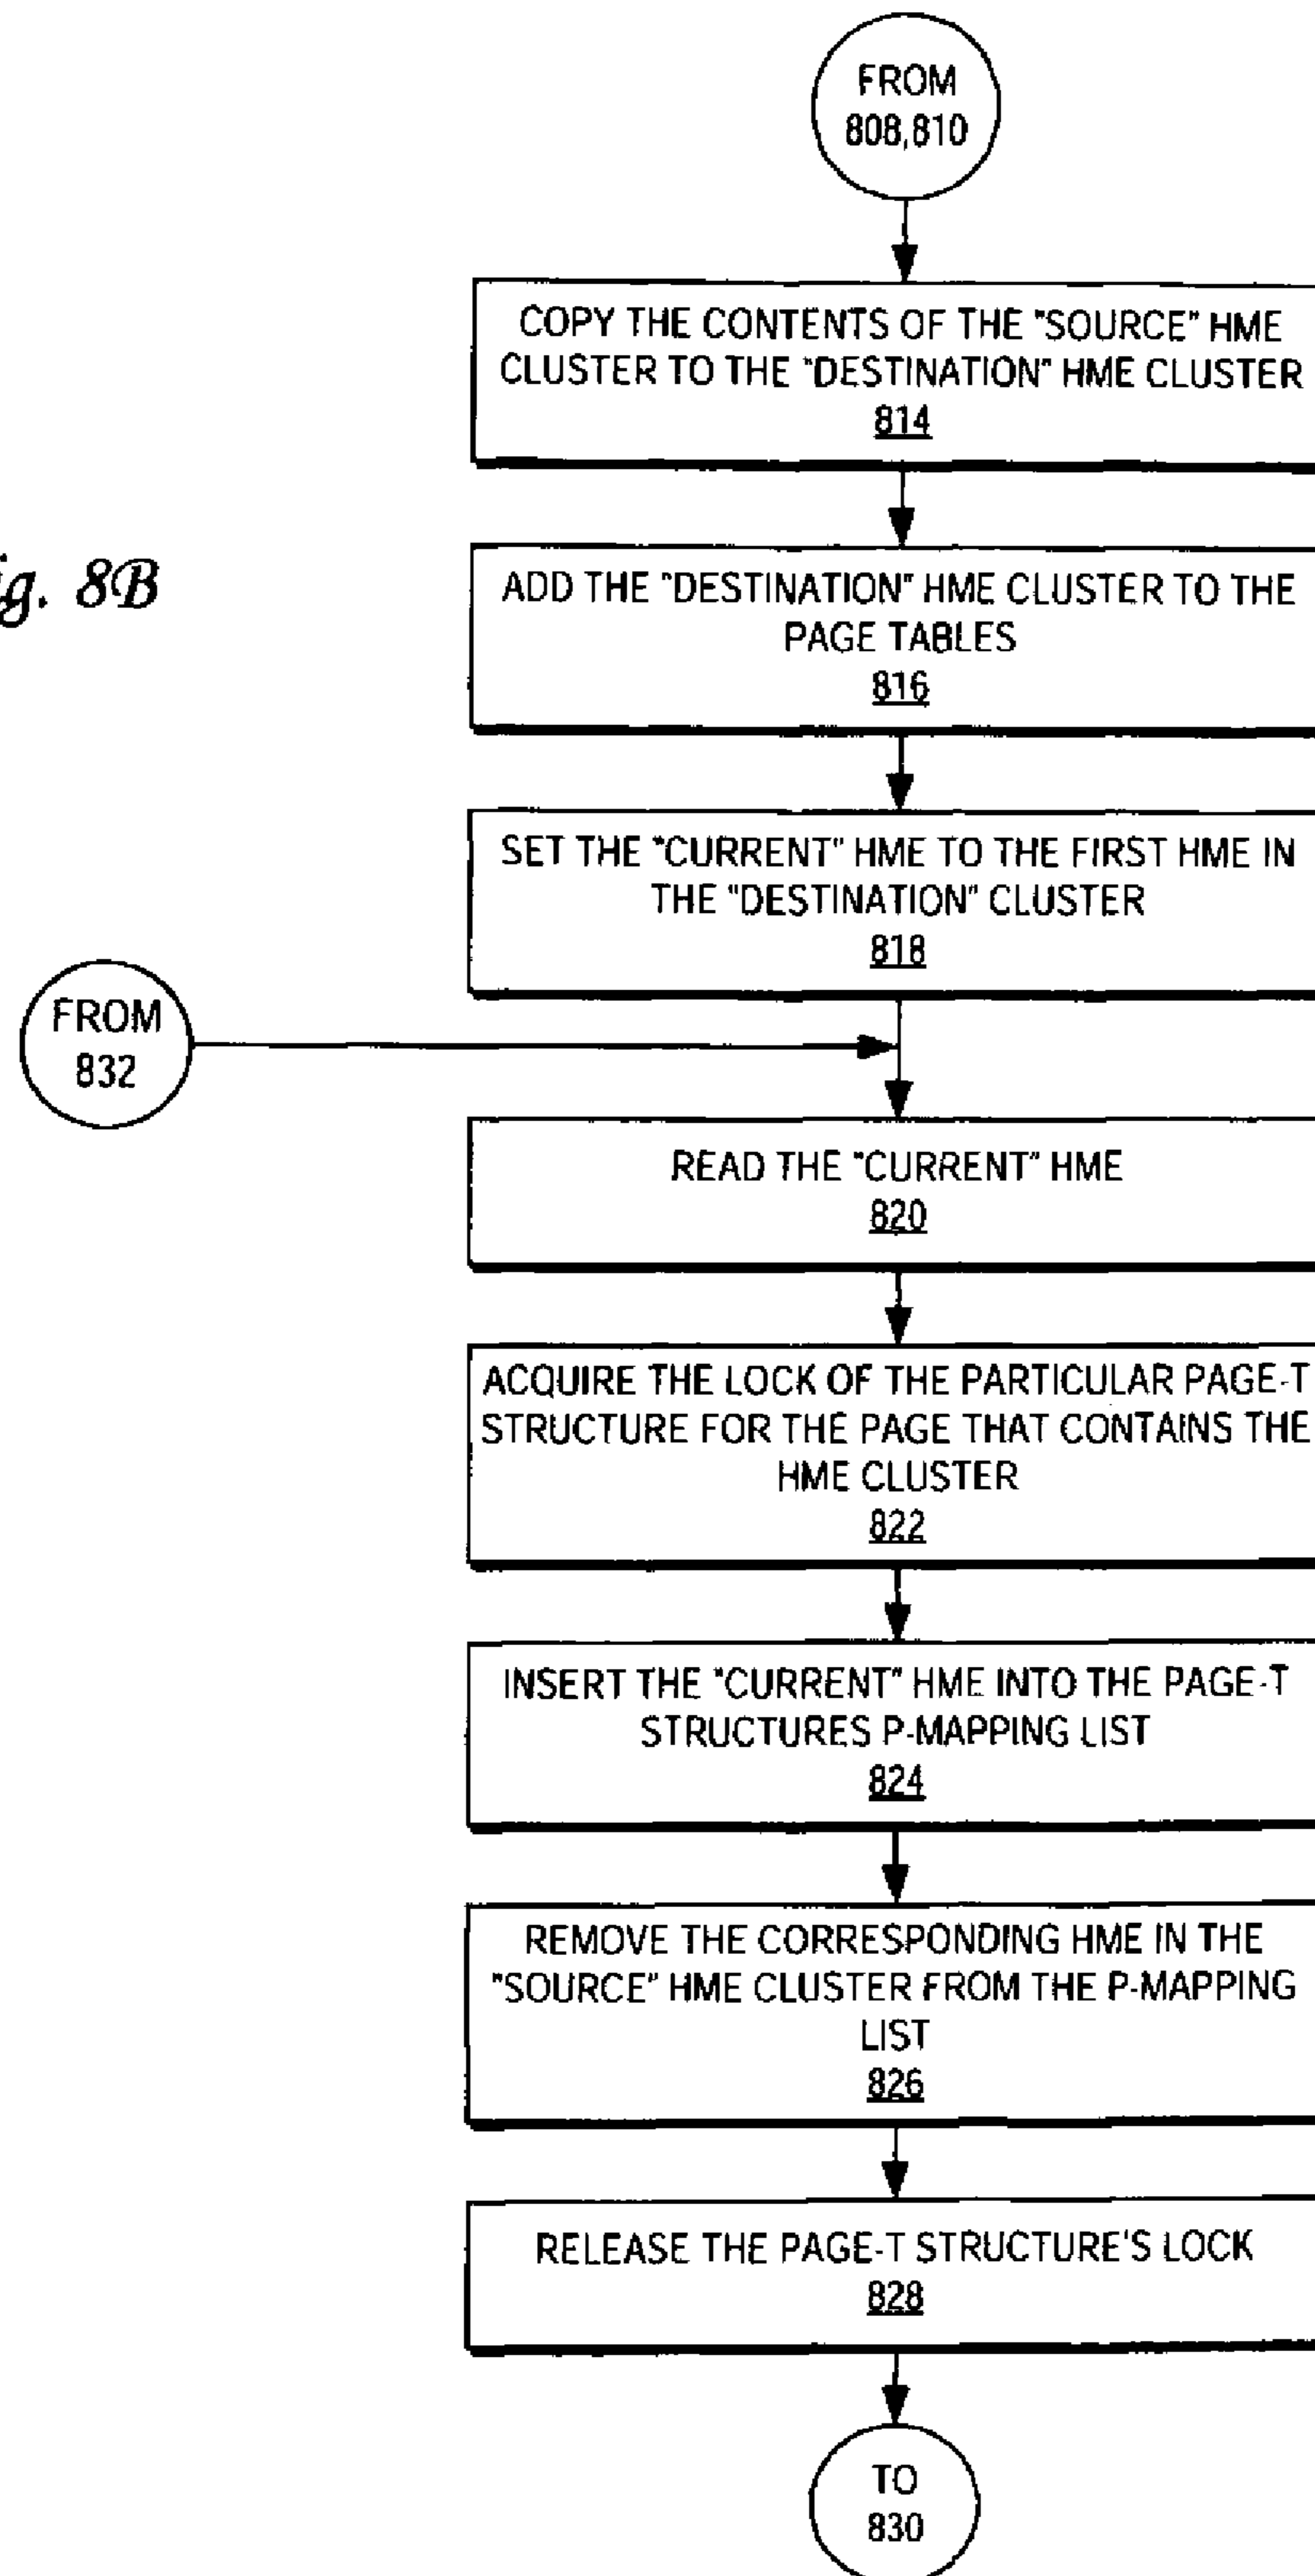 FROM
808,810
COPY THE CONTENTS OF THE "SOURCE" HME
CLUSTER TO THE "DESTINATION" HME CLUSTER
814
ig. 8B
ADD THE "DESTINATION" HME CLUSTER TO THE
PAGE TABLES
816
SET THE "CURRENT" HME TO THE FIRST HME IN
THE "DESTINATION" CLUSTER
818
FROM
832
READ THE "CURRENT" HME
820
ACQUIRE THE LOCK OF THE PARTICULAR PAGE-T
STRUCTURE FOR THE PAGE THAT CONTAINS THE
HME CLUSTER
822
INSERT THE "CURRENT" HME INTO THE PAGE-T
STRUCTURES P-MAPPING LIST
824
REMOVE THE CORRESPONDING HME IN THE
"SOURCE" HME CLUSTER FROM THE P-MAPPING
LIST
826
RELEASE THE PAGE-T STRUCTURE'S LOCK
828
TO
830